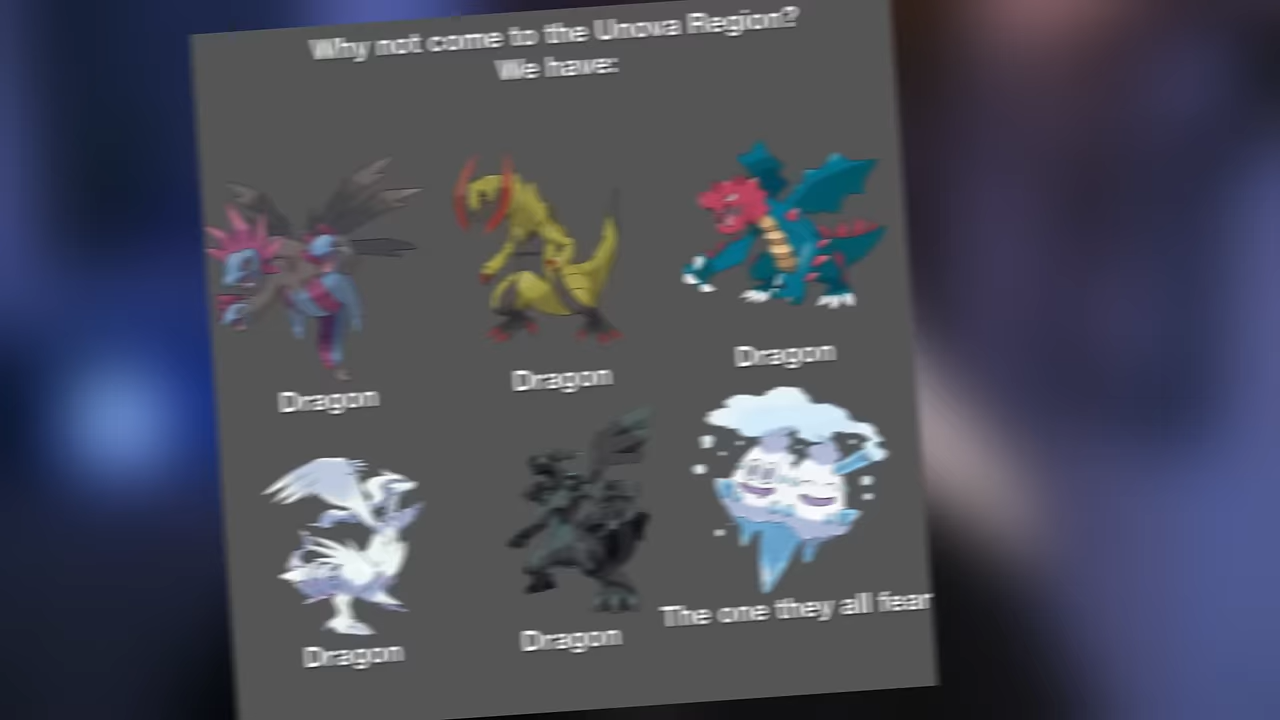 Why not come to the Unova Region?
We have:
Dragon
Dragon
Dragon
Dragon
Dragon
The one they all fear